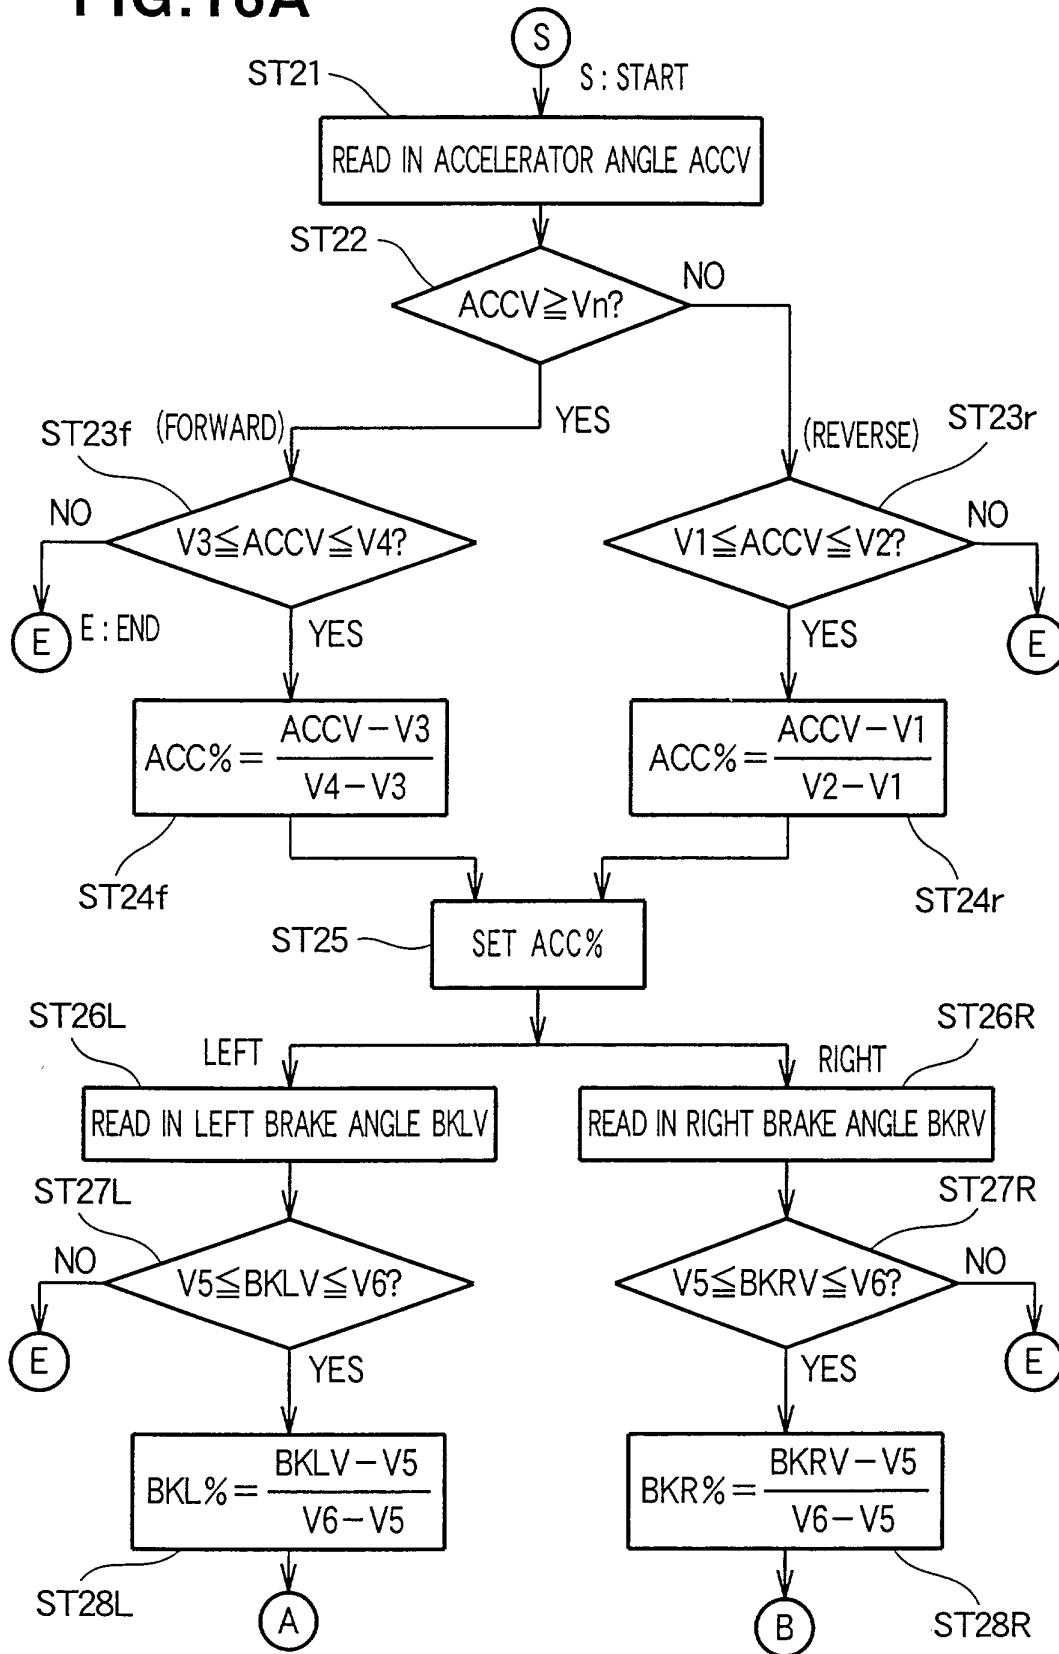 FIG.18A
S
ST21
S : START
READ IN ACCELERATOR ANGLE ACCV
ST22
NO
ACCV≧Vn?
YES
ST23f
(FORWARD)
(REVERSE)
ST23r
NO
V3≦ACCV≦V4?
V1≦ACCV≦V2?
NO
E
E : END
YES
YES
E
ACC%=
ACCV−V3
V4−V3
ACC%=
ACCV−V1
V2−V1
ST24f
ST24r
ST25
SET ACC%
ST26L
ST26R
LEFT
RIGHT
READ IN LEFT BRAKE ANGLE BKLV
READ IN RIGHT BRAKE ANGLE BKRV
ST27L
ST27R
NO
V5≦BKLV≦V6?
V5≦BKRV≦V6?
NO
E
YES
YES
E
BKL%=
BKLV−V5
V6−V5
BKR%=
BKRV−V5
V6−V5
ST28L
A
B
ST28R